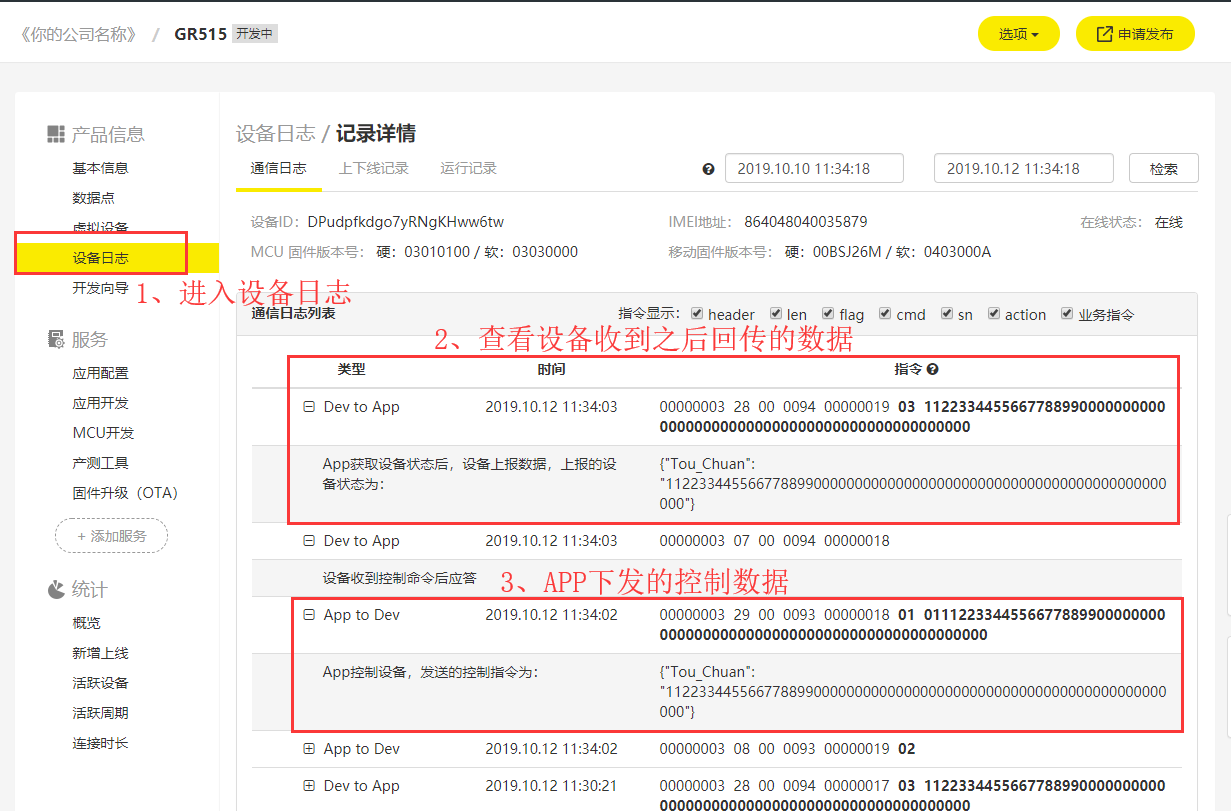 《你的公司名称》 / GR515 开发中
选项 申请发布
产品信息
基本信息
数据点
虚拟设备
设备日志
开发向导
服务
应用配置
应用开发
MCU开发
产测工具
固件升级（OTA）
+ 添加服务
统计
概览
新增上线
活跃设备
活跃周期
连接时长
设备日志 / 记录详情
通信日志 上下线记录 运行记录 2019.10.10 11:34:18 2019.10.12 11:34:18 检索
设备ID： DPudpfkdgo7yRNgKHww6tw IMEI地址： 864048040035879 在线状态： 在线
MCU 固件版本号： 硬：03010100 / 软：03030000 移动固件版本号： 硬：00BSJ26M / 软：0403000A
1、进入设备日志
通信日志列表 指令显示： header len flag cmd sn action 业务指令
2、查看设备收到之后回传的数据
类型 时间 指令
Dev to App 2019.10.12 11:34:03 00000003 28 00 0094 00000019 03 11223344556677889900000000000
App获取设备状态后，设备上报数据，上报的设
备状态为： {"Tou_Chuan":
000"}
Dev to App 2019.10.12 11:34:03 00000003 07 00 0094 00000018
设备收到控制命令后应答
3、APP下发的控制数据
App to Dev 2019.10.12 11:34:02 00000003 29 00 0093 00000018 01 0111223344556677889900000000
App控制设备，发送的控制指令为： {"Tou_Chuan":
000"}
App to Dev 2019.10.12 11:34:02 00000003 08 00 0093 00000019 02
Dev to App 2019.10.12 11:30:21 00000003 28 00 0094 00000017 03 11223344556677889900000000000